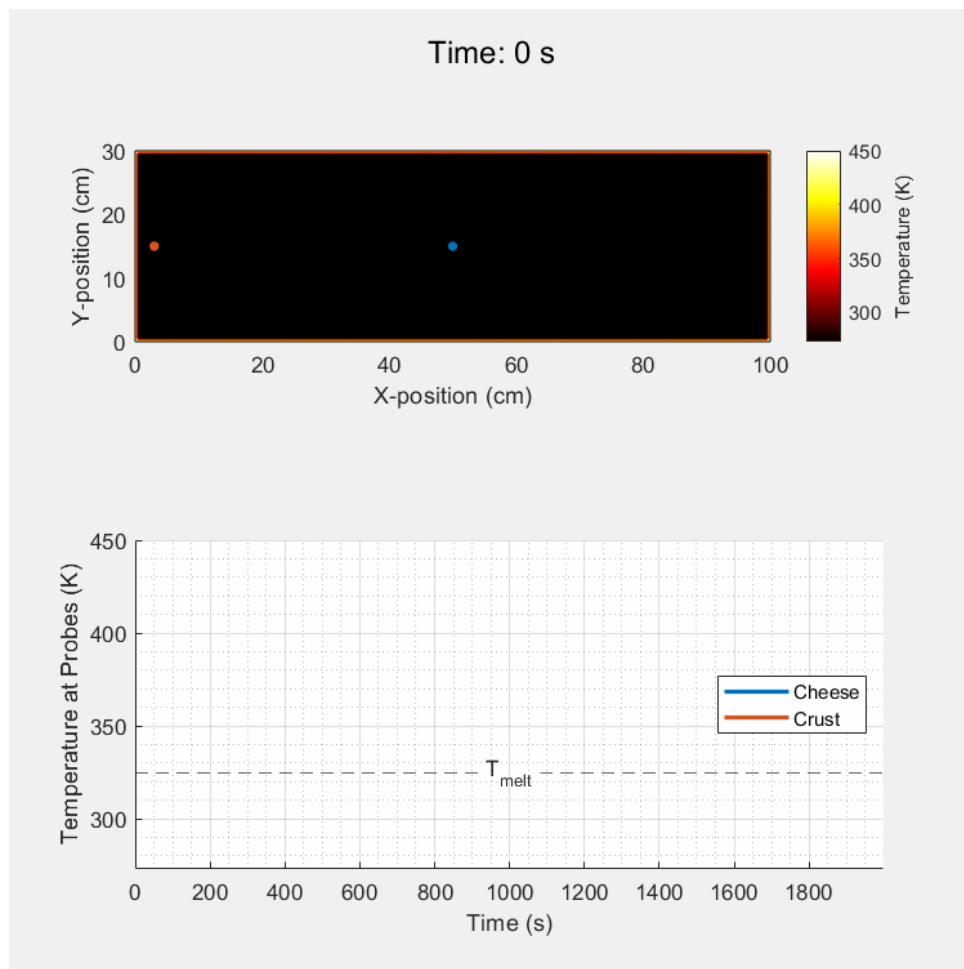 Time: 0 s
30
20
10
0
Y-position (cm)
0 20 40 60 80 100
X-position (cm)
450
400
350
300
Temperature (K)
450
400
350
300
Temperature at Probes (K)
T_melt
Cheese
Crust
0 200 400 600 800 1000 1200 1400 1600 1800
Time (s)